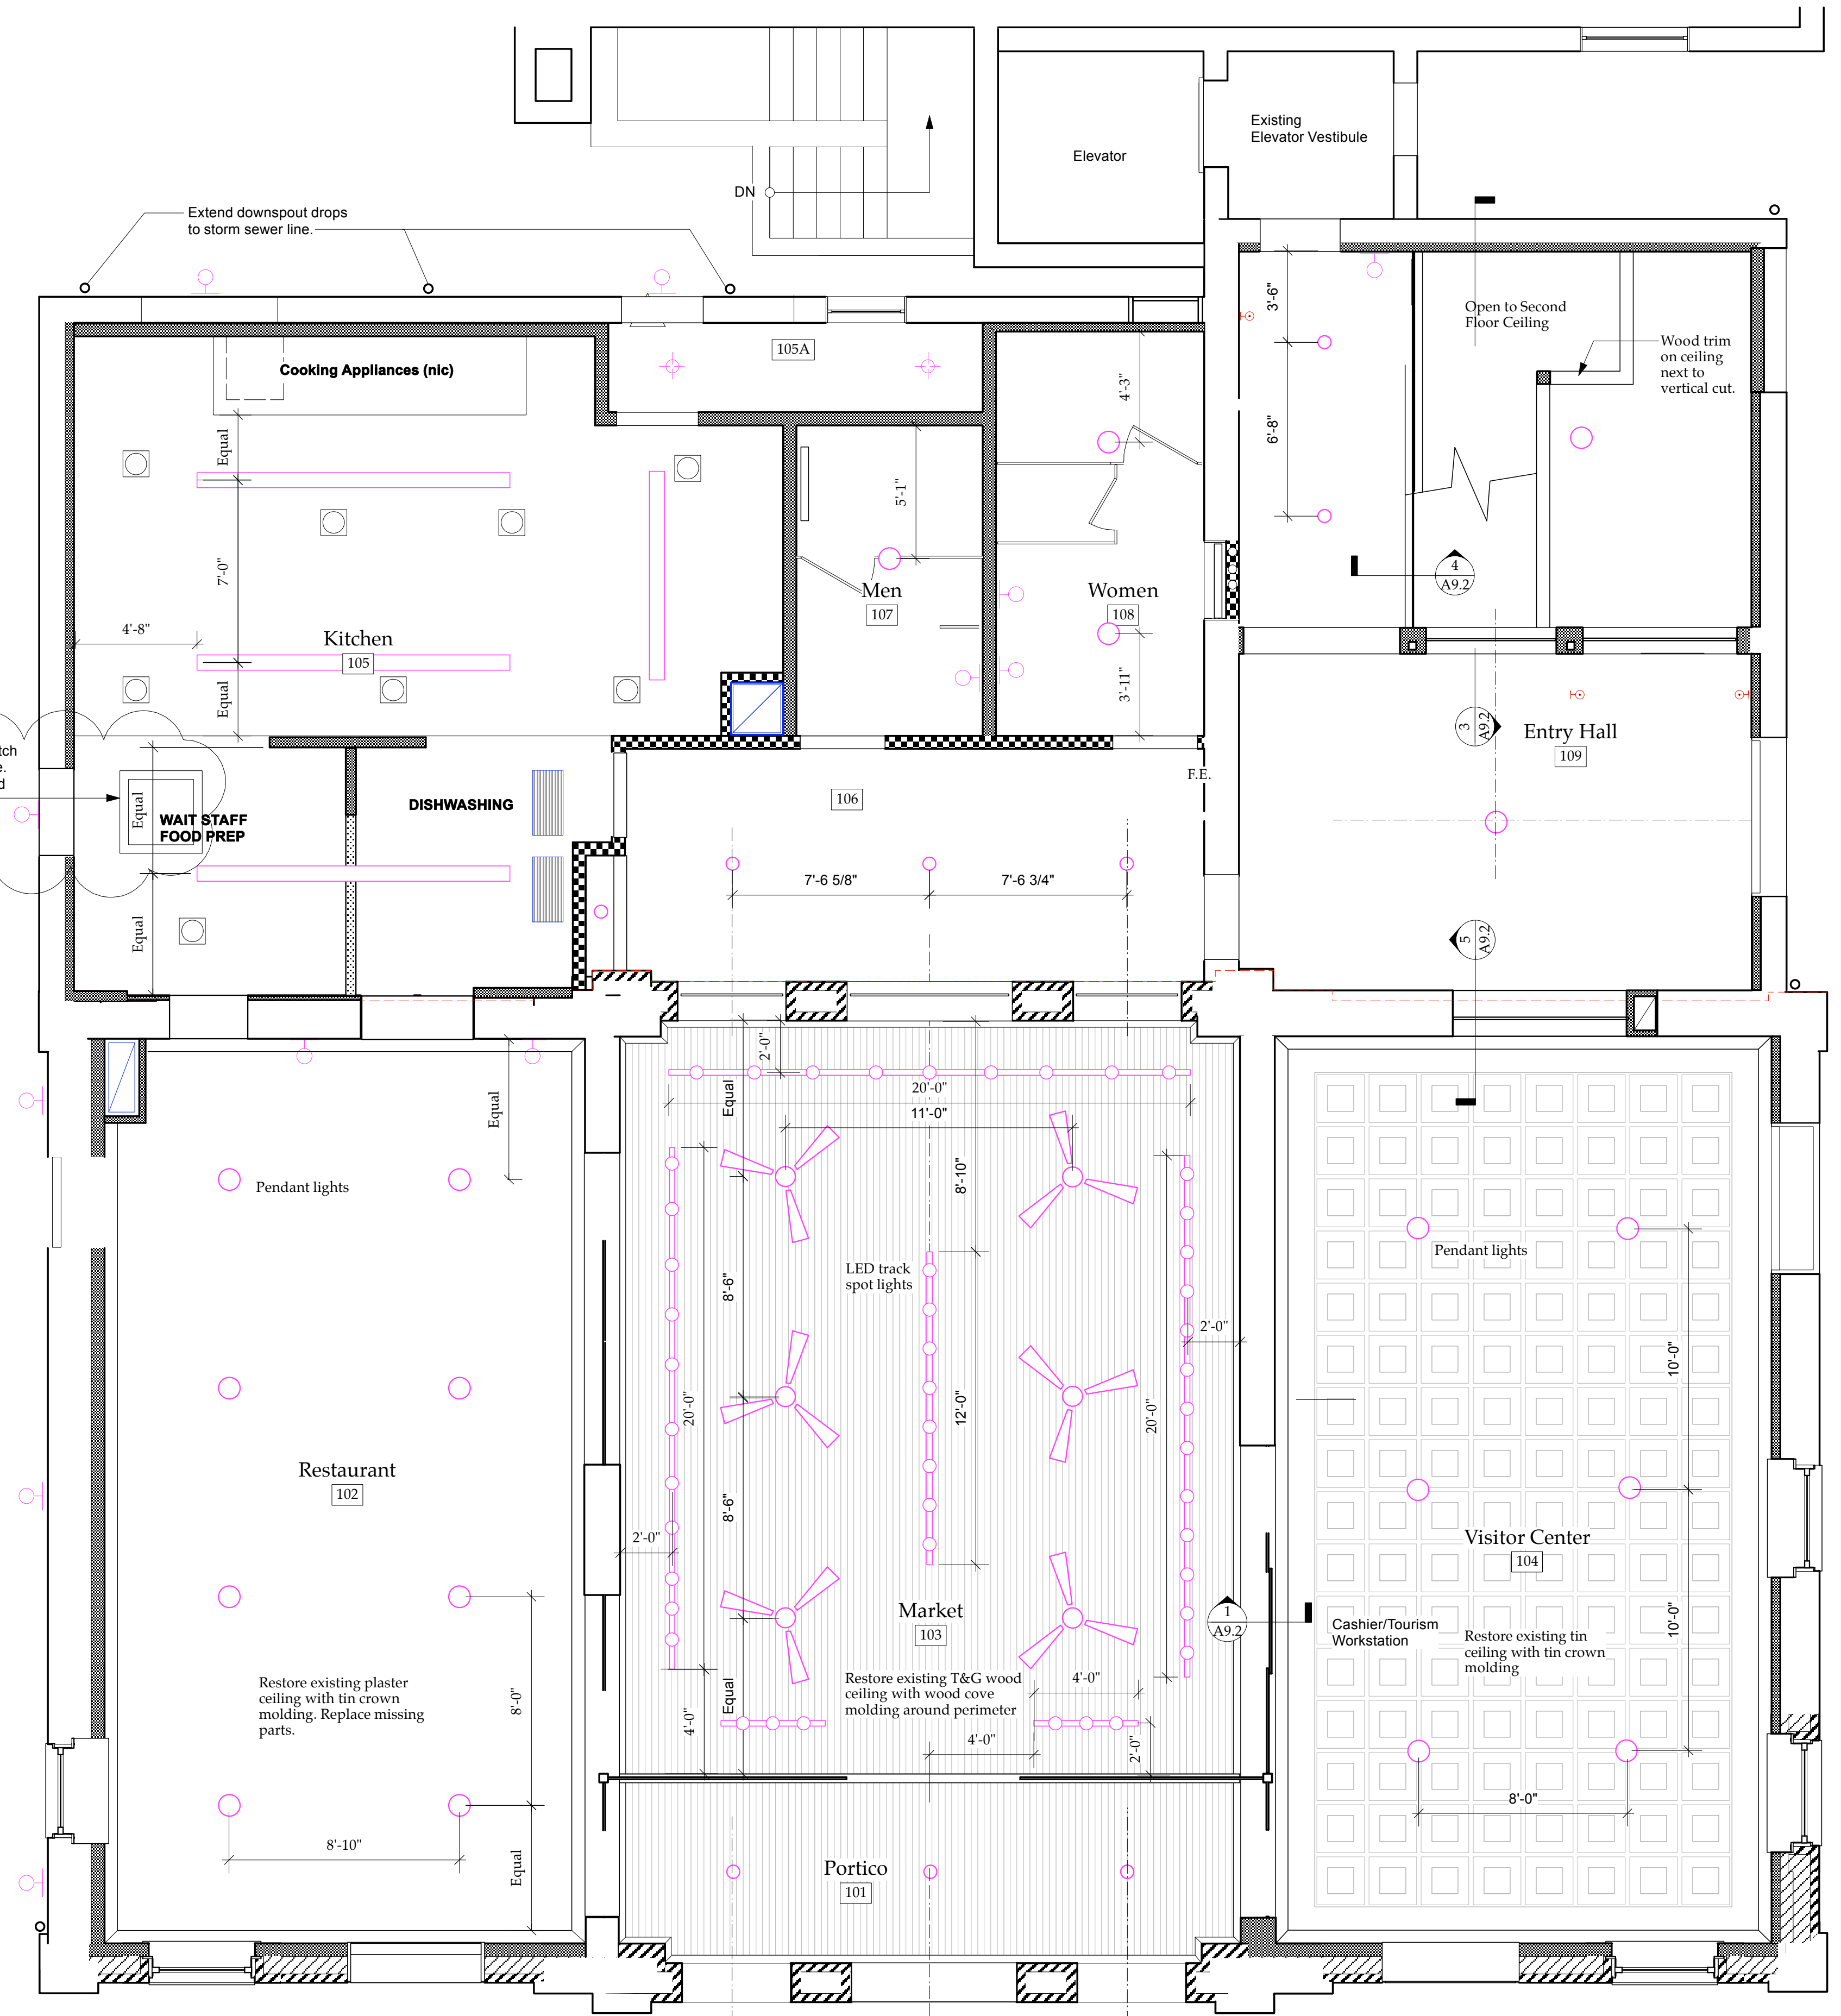 Existing
Elevator Vestibule
Elevator
DN
Extend downspout drops
to storm sewer line.
3'-6"
Open to Second
Floor Ceiling
Wood trim
on ceiling
next to
vertical cut.
105A
Cooking Appliances (nic)
4'-3"
Equal
6'-8"
5'-1"
7'-0"
4
A9.2
Men
107
Women
108
4'-8"
Kitchen
105
Equal
3'-11"
3
A9.2
Entry Hall
109
tch
e.
d
F.E.
106
Equal
WAIT STAFF
FOOD PREP
DISHWASHING
7'-6 5/8"
7'-6 3/4"
Equal
5
A9.2
2'-0"
20'-0"
Equal
Equal
11'-0"
8'-10"
Pendant lights
Pendant lights
LED track
spot lights
8'-6"
2'-0"
10'-0"
20'-0"
12'-0"
20'-0"
Restaurant
102
8'-6"
2'-0"
Visitor Center
104
Market
103
1
A9.2
Cashier/Tourism
Workstation
Restore existing tin
ceiling with tin crown
molding
10'-0"
Restore existing plaster
ceiling with tin crown
molding. Replace missing
parts.
8'-0"
Equal
4'-0"
Restore existing T&G wood
ceiling with wood cove
molding around perimeter
4'-0"
4'-0"
2'-0"
8'-0"
8'-10"
Equal
Portico
101